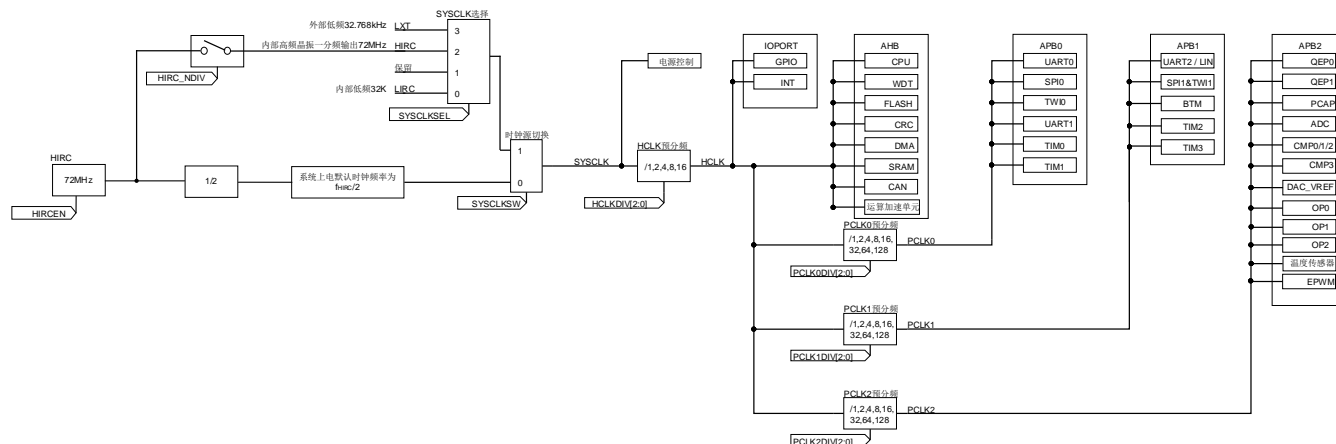 SYSCLK选择
外部低频32.768kHz LXT
3
内部高频晶振一分频输出72MHz HIRC
2
保留
1
内部低频32K LIRC
0
HIRC_NDIV
SYSCLKSEL
时钟源切换
1
0
SYSCLKSW
HIRC
72MHz
HIRCEN
1/2
系统上电默认时钟频率为
fHIRC/2
SYSCLK
电源控制
HCLK预分频
/1,2,4,8,16
HCLKDIV[2:0]
HCLK
IOPORT
GPIO
INT
AHB
CPU
WDT
FLASH
CRC
DMA
SRAM
CAN
运算加速单元
PCLK0预分频
/1,2,4,8,16,
32,64,128
PCLK0DIV[2:0]
PCLK0
PCLK1预分频
/1,2,4,8,16,
32,64,128
PCLK1DIV[2:0]
PCLK1
PCLK2预分频
/1,2,4,8,16,
32,64,128
PCLK2DIV[2:0]
PCLK2
APB0
UART0
SPI0
TWI0
UART1
TIM0
TIM1
APB1
UART2 / LIN
SPI1&TWI1
BTM
TIM2
TIM3
APB2
QEP0
QEP1
PCAP
ADC
CMP0/1/2
CMP3
DAC_VREF
OP0
OP1
OP2
温度传感器
EPWM